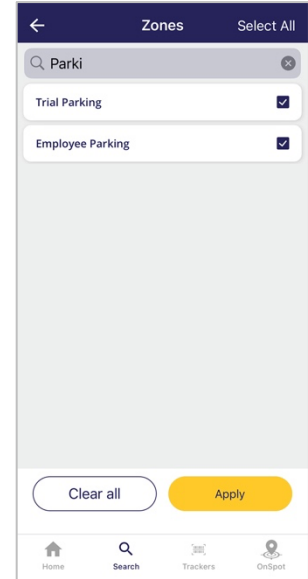 Zones Select All
Parki
Trial Parking
Employee Parking
Clear all Apply
Home Search Trackers OnSpot